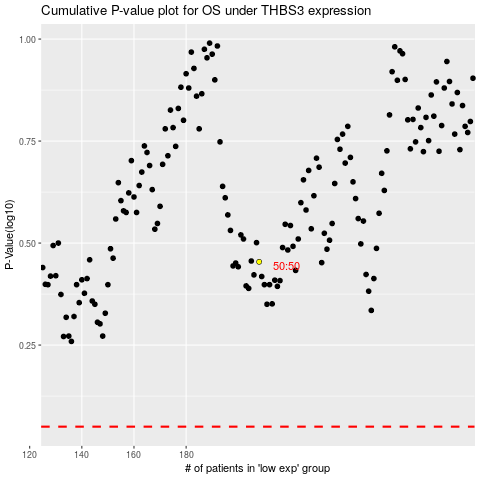 Cumulative P-value plot for OS under THBS3 expression
1.00
0.75
P-Value(log10)
0.50
50:50
0.25
120 140 160 180
# of patients in 'low exp' group